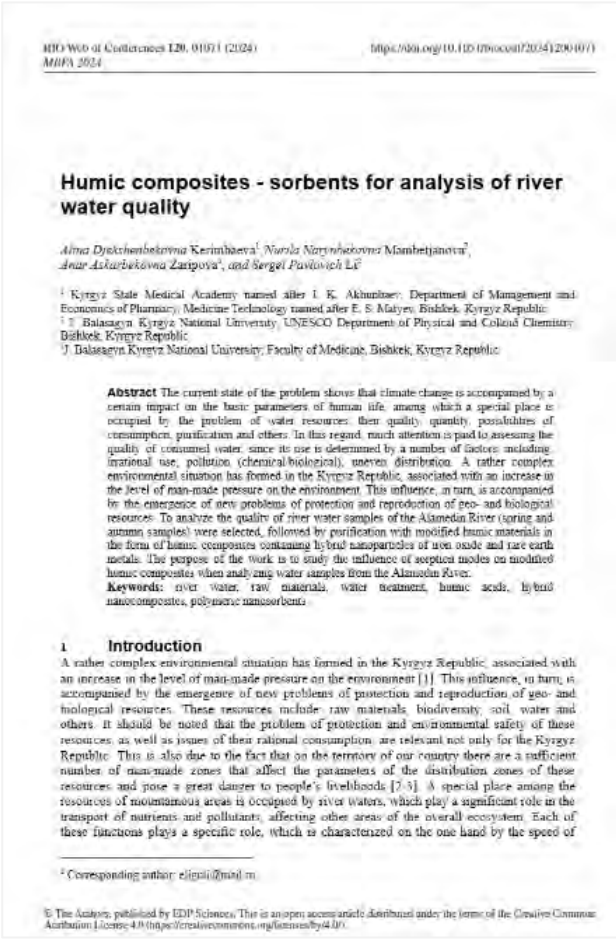 BIO Web of Conferences 120, 01071 (2024) https://doi.org/10.1051/bioconf/202412001071
MBFA 2024
Humic composites - sorbents for analysis of river
water quality
Kerimbaeva¹, Mambetjanova²,
Zaripova³, and Sergei Pavlovich Li²
¹ Kyrgyz State Medical Academy named after I. K. Akhunbaev, Department of Management and
Economics of Pharmacy, Medicine Technology named after E. S. Matyev, Bishkek, Kyrgyz Republic
² J. Balasagyn Kyrgyz National University, UNESCO Department of Physical and Colloid Chemistry,
Bishkek, Kyrgyz Republic
³J. Balasagyn Kyrgyz National University, Faculty of Medicine, Bishkek, Kyrgyz Republic
Abstract The current state of the problem shows that climate change is accompanied by a
certain impact on the basic parameters of human life, among which a special place is
occupied by the problem of water resources, their quality, quantity, possibilities of
consumption, purification and others. In this regard, much attention is paid to assessing the
quality of consumed water, since its use is determined by a number of factors, including
irrational use, pollution (chemical/biological), uneven distribution. A rather complex
environmental situation has formed in the Kyrgyz Republic, associated with an increase in
the level of man-made pressure on the environment. This influence, in turn, is accompanied
by the emergence of new problems of protection and reproduction of geo- and biological
resources. To analyze the quality of river water samples of the Alamedin River (spring and
autumn samples) were selected, followed by purification with modified humic materials in
the form of humic composites containing hybrid nanoparticles of iron oxide and rare earth
metals. The purpose of the work is to study the influence of sorption modes on modified
humic composites when analyzing water samples from the Alamedin River.
Keywords: river water, raw materials, water treatment, humic acids, hybrid
nanocomposites, polymeric nanosorbents
1 Introduction
A rather complex environmental situation has formed in the Kyrgyz Republic, associated with
an increase in the level of man-made pressure on the environment [1]. This influence, in turn, is
accompanied by the emergence of new problems of protection and reproduction of geo- and
biological resources. These resources include raw materials, biodiversity, soil, water and
others. It should be noted that the problem of protection and environmental safety of these
resources, as well as issues of their rational consumption, are relevant not only for the Kyrgyz
Republic. This is also due to the fact that on the territory of our country there are a sufficient
number of man-made zones that affect the parameters of the distribution zones of these
resources and pose a great danger to people's livelihoods [2-5]. A special place among the
resources of mountainous areas is occupied by river waters, which play a significant role in the
transport of nutrients and pollutants, affecting other areas of the overall ecosystem. Each of
these functions plays a specific role, which is characterized on the one hand by the speed of
Corresponding author:
© The Authors, published by EDP Sciences. This is an open access article distributed under the terms of the Creative Commons
Attribution License 4.0 (https://creativecommons.org/licenses/by/4.0/).